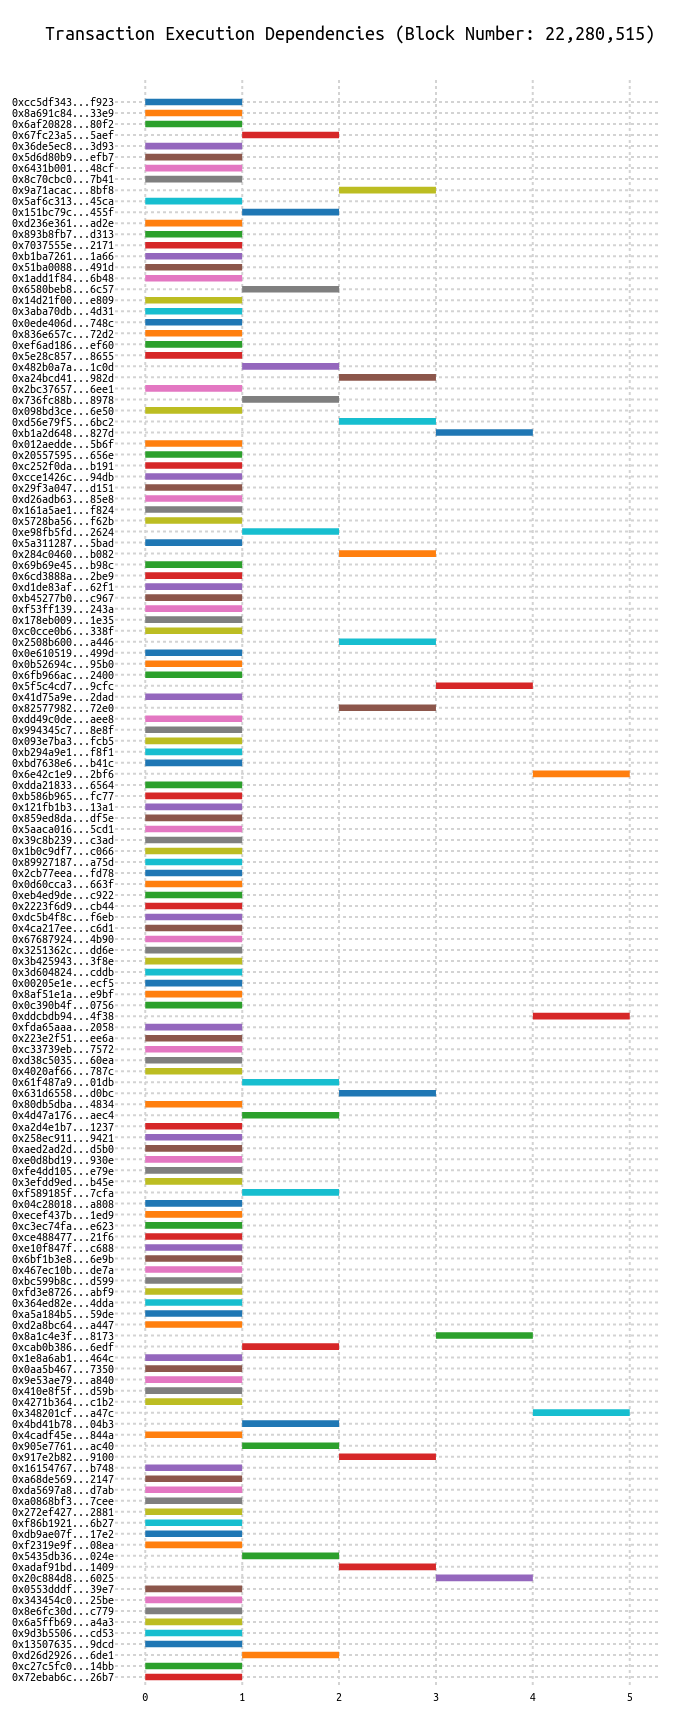 Transaction Execution Dependencies (Block Number: 22,280,515)
0xcc5df343...f923
0x8a691c84...33e9
0x6af20828...80f2
0x67fc23a5...5aef
0x36de5ec8...3d93
0x5d6d80b9...efb7
0x6431b001...48cf
0x8c70cbc0...7b41
0x9a71acac...8bf8
0x5af6c313...45ca
0x151bc79c...455f
0xd236e361...ad2e
0x893b8fb7...d313
0x7037555e...2171
0xb1ba7261...1a66
0x51ba0088...491d
0x1add1f84...6b48
0x6580beb8...6c57
0x14d21f00...e809
0x3aba70db...4d31
0x0ede406d...748c
0x836e657c...72d2
0xef6ad186...ef60
0x5e28c857...8655
0x482b0a7a...1c0d
0xa24bcd41...982d
0x2bc37657...6ee1
0x736fc88b...8978
0x098bd3ce...6e50
0xd56e79f5...6bc2
0xb1a2d648...827d
0x012aedde...5b6f
0x20557595...656e
0xc252f0da...b191
0xcce1426c...94db
0x29f3a047...d151
0xd26adb63...85e8
0x161a5ae1...f824
0x5728ba56...f62b
0xe98fb5fd...2624
0x5a311287...5bad
0x284c0460...b082
0x69b69e45...b98c
0x6cd3888a...2be9
0xd1de83af...62f1
0xb45277b0...c967
0xf53ff139...243a
0x178eb009...1e35
0xc0cce0b6...338f
0x2508b600...a446
0x0e610519...499d
0x0b52694c...95b0
0x6fb966ac...2400
0x5f5c4cd7...9cfc
0x41d75a9e...2dad
0x82577982...72e0
0xdd49c0de...aee8
0x994345c7...8e8f
0x093e7ba3...fcb5
0xb294a9e1...f8f1
0xbd7638e6...b41c
0x6e42c1e9...2bf6
0xdda21833...6564
0xb586b965...fc77
0x121fb1b3...13a1
0x859ed8da...df5e
0x5aaca016...5cd1
0x39c8b239...c3ad
0x1b0c9df7...c066
0x89927187...a75d
0x2cb77eea...fd78
0x0d60cca3...663f
0xeb4ed9de...c922
0x2223f6d9...cb44
0xdc5b4f8c...f6eb
0x4ca217ee...c6d1
0x67687924...4b90
0x3251362c...dd6e
0x3b425943...3f8e
0x3d604824...cddb
0x00205e1e...ecf5
0x8af51e1a...e9bf
0x0c390b4f...0756
0xddcbdb94...4f38
0xfda65aaa...2058
0x223e2f51...ee6a
0xc33739eb...7572
0xd38c5035...60ea
0x4020af66...787c
0x61f487a9...01db
0x631d6558...d0bc
0x80db5dba...4834
0x4d47a176...aec4
0xa2d4e1b7...1237
0x258ec911...9421
0xaed2ad2d...d5b0
0xe0d8bd19...930e
0xfe4dd105...e79e
0x3efdd9ed...b45e
0xf589185f...7cfa
0x04c28018...a808
0xecef437b...1ed9
0xc3ec74fa...e623
0xce488477...21f6
0xe10f847f...c688
0x6bf1b3e8...6e9b
0x467ec10b...de7a
0xbc599b8c...d599
0xfd3e8726...abf9
0x364ed82e...4dda
0xa5a184b5...59de
0xd2a8bc64...a447
0x8a1c4e3f...8173
0xcab0b386...6edf
0x1e8a6ab1...464c
0x0aa5b467...7350
0x9e53ae79...a840
0x410e8f5f...d59b
0x4271b364...c1b2
0x348201cf...a47c
0x4bd41b78...04b3
0x4cadf45e...844a
0x905e7761...ac40
0x917e2b82...9100
0x16154767...b748
0xa68de569...2147
0xda5697a8...d7ab
0xa0868bf3...7cee
0x272ef427...2881
0xf86b1921...6b27
0xdb9ae07f...17e2
0xf2319e9f...08ea
0x5435db36...024e
0xadaf91bd...1409
0x20c884d8...6025
0x0553dddf...39e7
0x343454c0...25be
0x8e6fc30d...c779
0x6a5ffb69...a4a3
0x9d3b5506...cd53
0x13507635...9dcd
0xd26d2926...6de1
0xc27c5fc0...14bb
0x72ebab6c...26b7
0 1 2 3 4 5